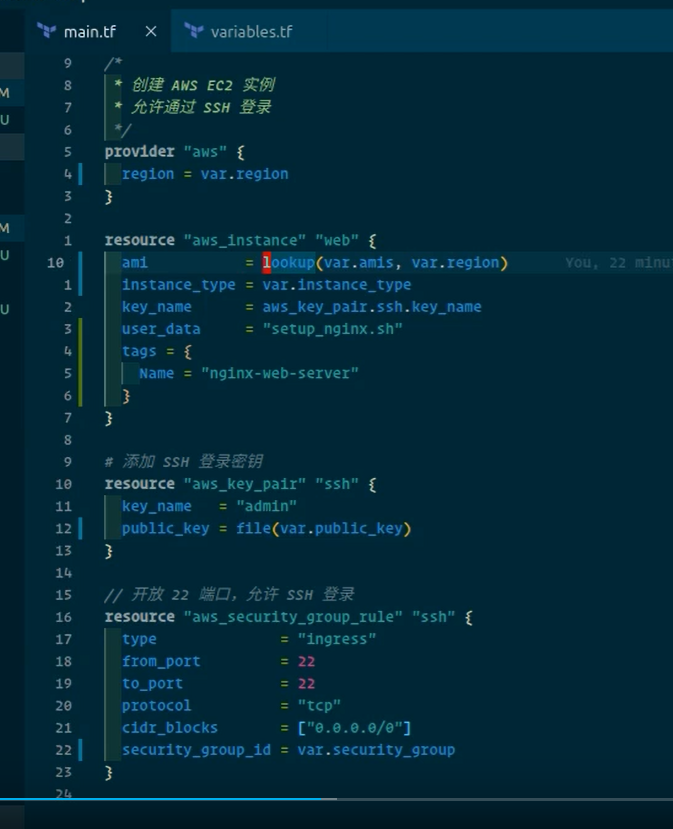 main.tf
variables.tf
9 /*
8 * 创建 AWS EC2 实例
7 * 允许通过 SSH 登录
6 */
5 provider "aws" {
4 region = var.region
3 }
2
1 resource "aws_instance" "web" {
10 ami = lookup(var.amis, var.region) You, 22
1 instance_type = var.instance_type
2 key_name = aws_key_pair.ssh.key_name
3 user_data = "setup_nginx.sh"
4 tags = {
5 Name = "nginx-web-server"
6 }
7 }
8
9 # 添加 SSH 登录密钥
10 resource "aws_key_pair" "ssh" {
11 key_name = "admin"
12 public_key = file(var.public_key)
13 }
14
15 // 开放 22 端口，允许 SSH 登录
16 resource "aws_security_group_rule" "ssh" {
17 type = "ingress"
18 from_port = 22
19 to_port = 22
20 protocol = "tcp"
21 cidr_blocks = ["0.0.0.0/0"]
22 security_group_id = var.security_group
23 }
24
M
U
M
U
U